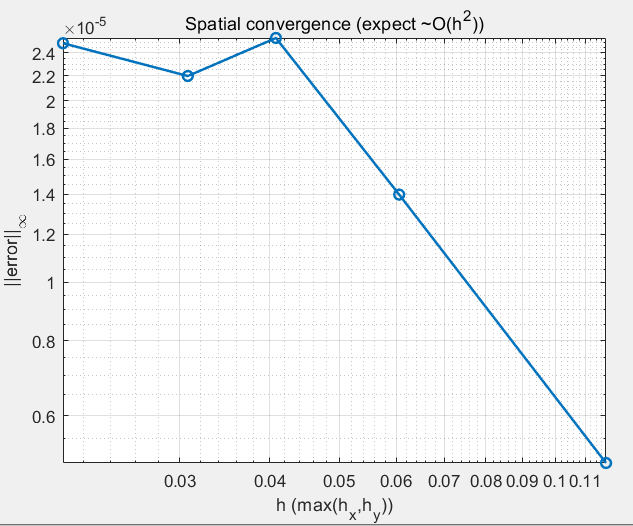 ×10⁻⁵
Spatial convergence (expect ~O(h²))
2.4
2.2
2
1.8
1.6
1.4
1.2
1
0.8
0.6
||error||∞
0.03 0.04 0.05 0.06 0.07 0.08 0.09 0.10 0.11
h (max(hₓ,h_y))